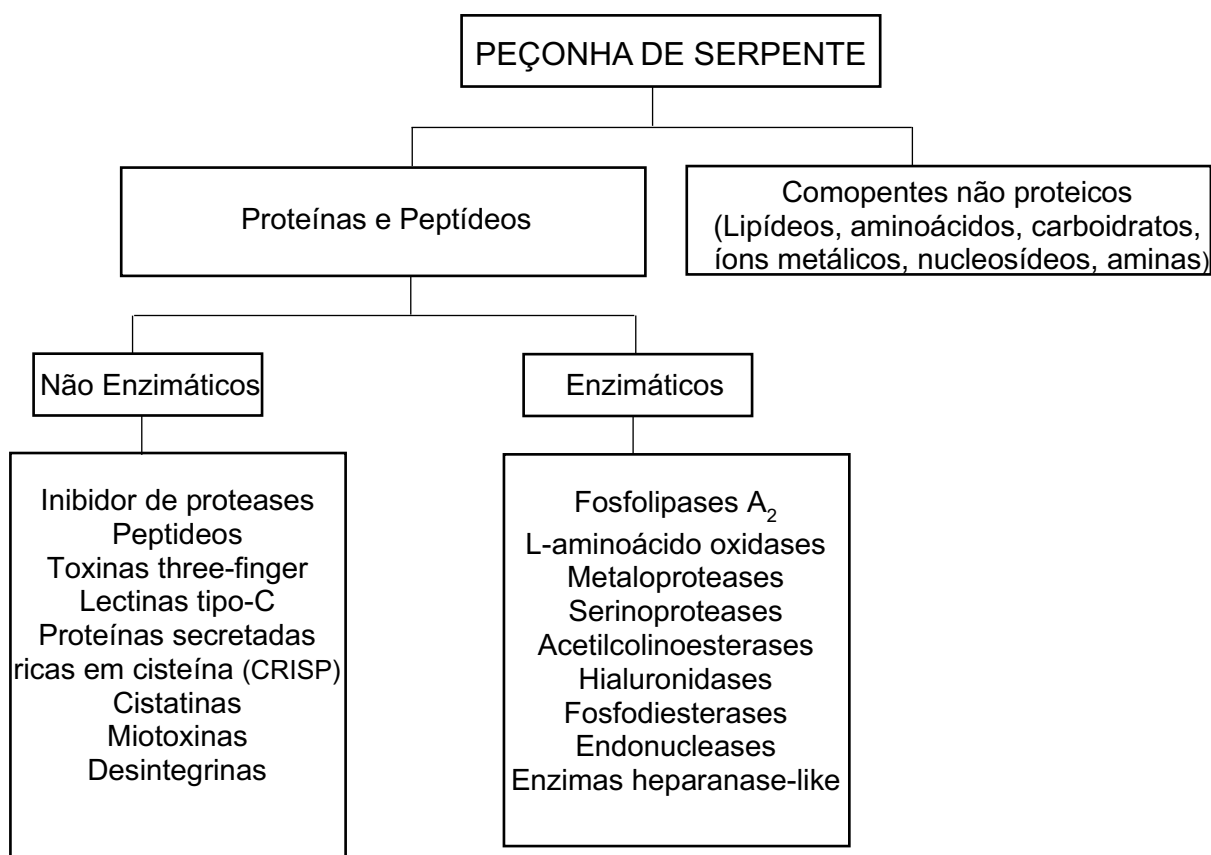 PEÇONHA DE SERPENTE
Proteínas e Peptídeos
Comopentes não proteicos
(Lipídeos, aminoácidos, carboidratos,
íons metálicos, nucleosídeos, aminas)
Não Enzimáticos
Enzimáticos
Inibidor de proteases
Peptideos
Toxinas three-finger
Lectinas tipo-C
Proteínas secretadas
ricas em cisteína (CRISP)
Cistatinas
Miotoxinas
Desintegrinas
Fosfolipases A₂
L-aminoácido oxidases
Metaloproteases
Serinoproteases
Acetilcolinoesterases
Hialuronidases
Fosfodiesterases
Endonucleases
Enzimas heparanase-like